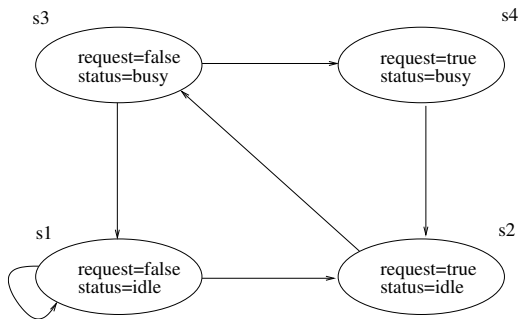 s3
request=false
status=busy
s4
request=true
status=busy
s1
request=false
status=idle
s2
request=true
status=idle